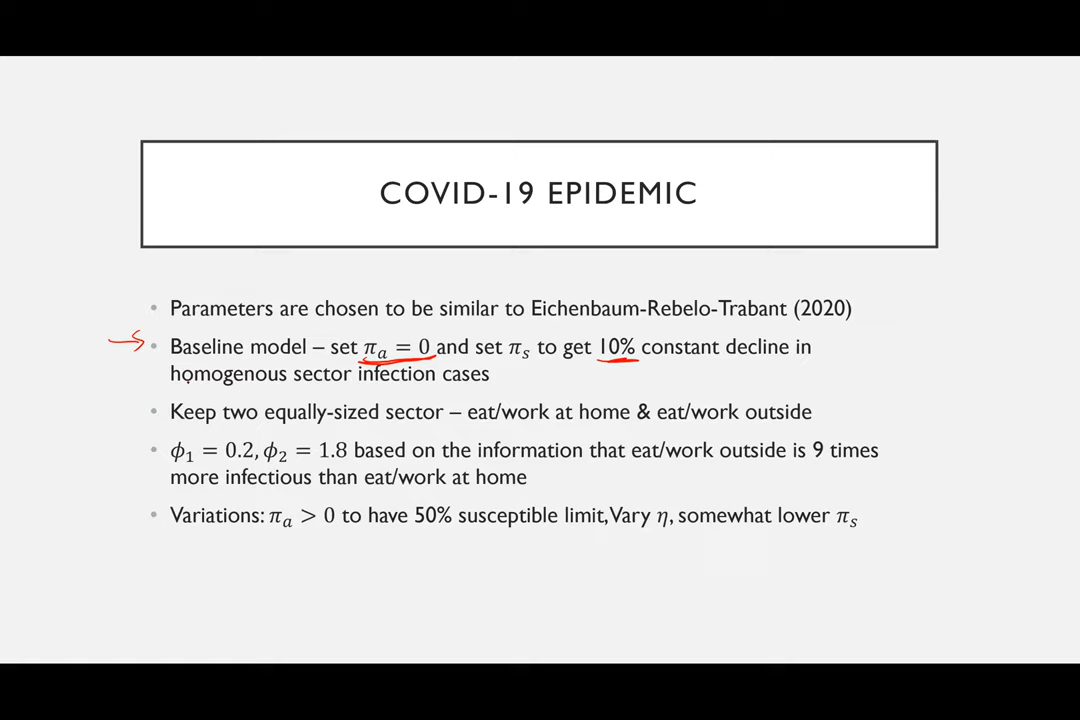 COVID-19 EPIDEMIC
• Parameters are chosen to be similar to Eichenbaum-Rebelo-Trabant (2020)
• Baseline model – set πₐ = 0 and set πₛ to get 10% constant decline in
homogenous sector infection cases
• Keep two equally-sized sector – eat/work at home & eat/work outside
• ϕ₁ = 0.2, ϕ₂ = 1.8 based on the information that eat/work outside is 9 times
more infectious than eat/work at home
• Variations: πₐ > 0 to have 50% susceptible limit, Vary η, somewhat lower πₛ